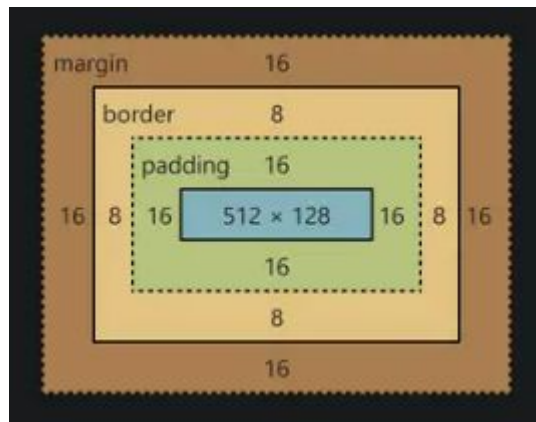 margin 16
border 8
padding 16
16 8 16 512 × 128 16 8 16
16
8
16